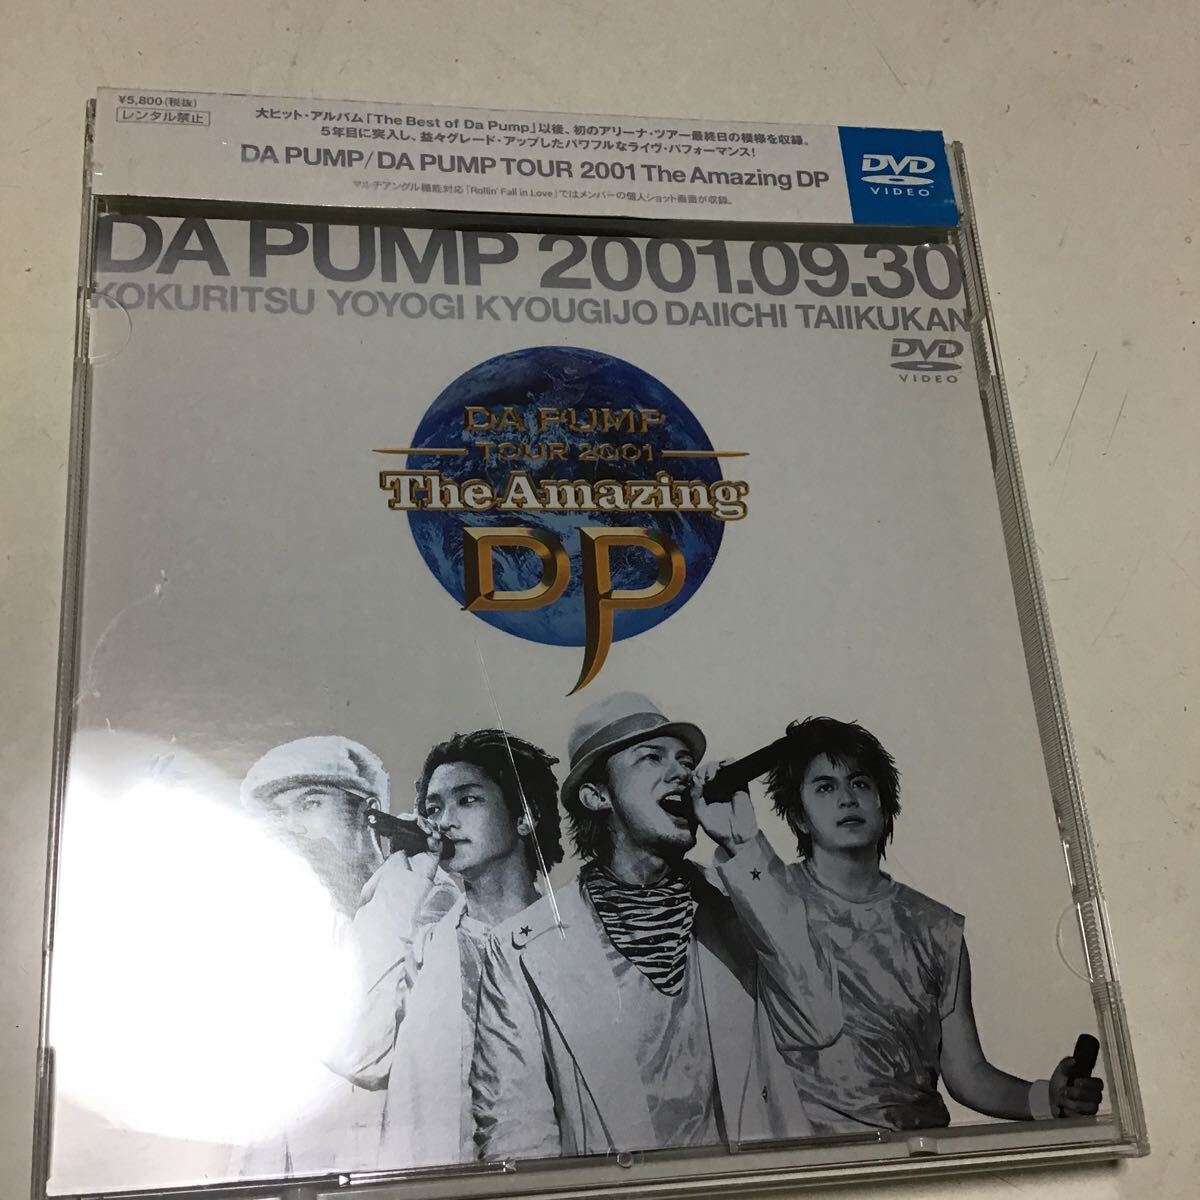 ¥5,800(税抜)
レンタル禁止
大ヒット・アルバム「The Best of Da Pump」以後、初のアリーナ・ツアー最終日の模様を収録。
5年目に突入し、益々グレード・アップしたパワフルなライヴ・パフォーマンス!
DA PUMP/DA PUMP TOUR 2001 The Amazing DP
マルチアングル機能対応「Rollin' Fall in Love」ではメンバーの個人ショット画面が収録。
DVD
VIDEO
DA PUMP 2001.09.30
KOKURITSU YOYOGI KYOUGIJO DAIICHI TAIIKUKAN
DVD
VIDEO
DA PUMP
TOUR 2001
The Amazing
DP